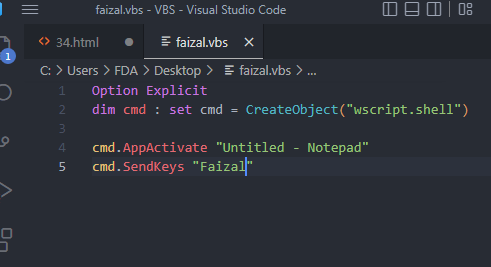 faizal.vbs - VBS - Visual Studio Code
<> 34.html ● faizal.vbs ×
1
C: > Users > FDA > Desktop > faizal.vbs > ...
1 Option Explicit
2 dim cmd : set cmd = CreateObject("wscript.shell")
3
4 cmd.AppActivate "Untitled - Notepad"
5 cmd.SendKeys "Faizal"